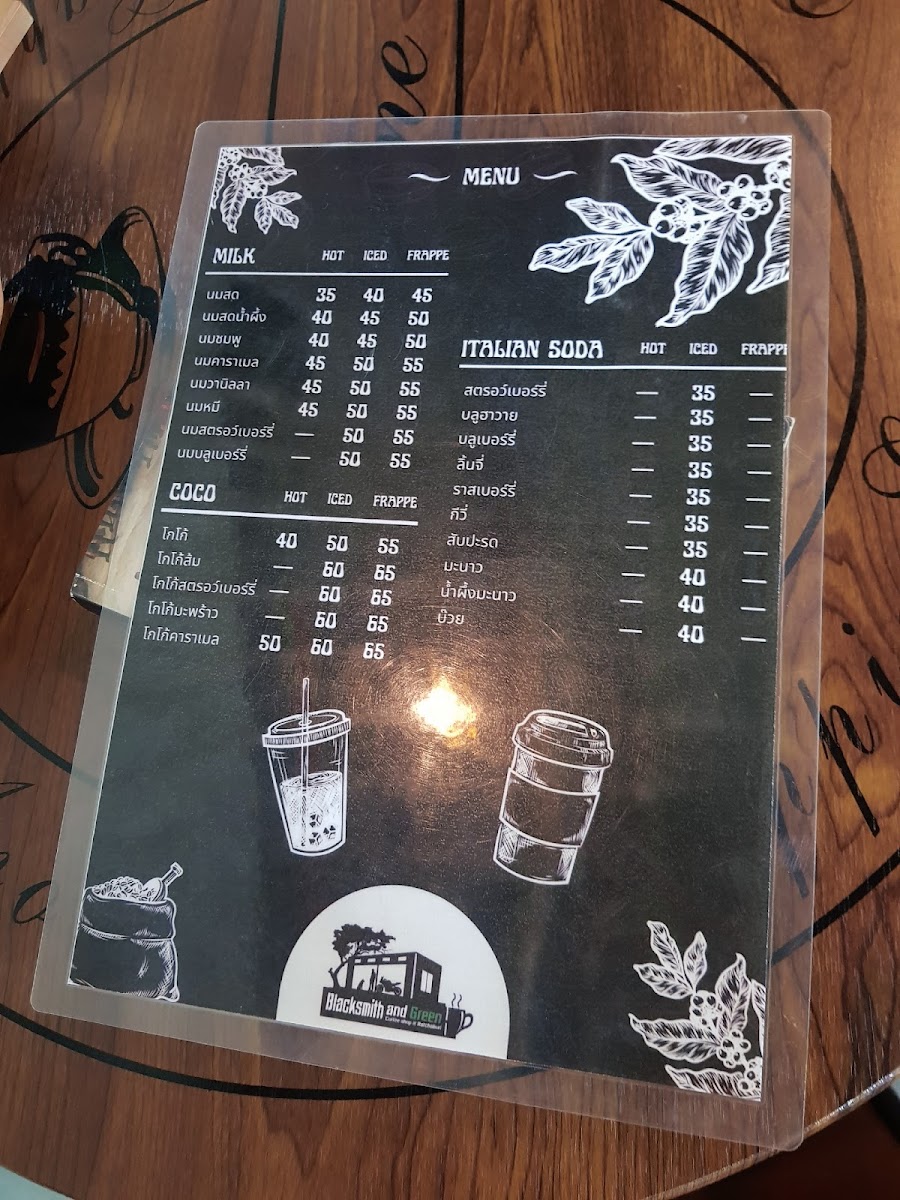 MENU
MILK HOT ICED FRAPPE
นมสด 35 40 45
นมสดน้ำผึ้ง 40 45 50
นมชมพู 40 45 50
นมคาราเมล 45 50 55
นมวานิลลา 45 50 55
นมหมี 45 50 55
นมสตรอว์เบอร์รี่ — 50 55
นมบลูเบอร์รี่ — 50 55
COCO HOT ICED FRAPPE
โกโก้ 40 50 55
โกโก้ส้ม — 60 65
โกโก้สตรอว์เบอร์รี่ — 60 65
โกโก้มะพร้าว — 60 65
โกโก้คาราเมล 50 60 65
ITALIAN SODA HOT ICED FRAPPE
สตรอว์เบอร์รี่ — 35 —
บลูฮาวาย — 35 —
บลูเบอร์รี่ — 35 —
ลิ้นจี่ — 35 —
ราสเบอร์รี่ — 35 —
กีวี่ — 35 —
สับปะรด — 35 —
มะนาว — 40 —
น้ำผึ้งมะนาว — 40 —
บ๊วย — 40 —
Blacksmith and Green
Coffee shop @ Ratchaburi